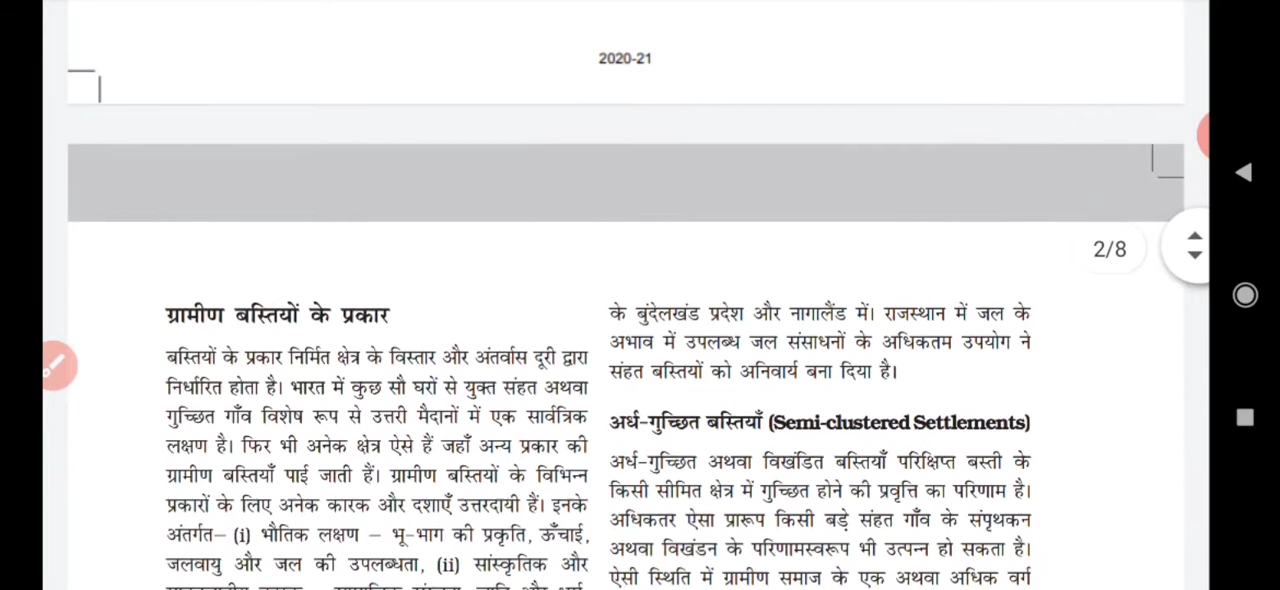 2020-21
2/8
ग्रामीण बस्तियों के प्रकार
बस्तियों के प्रकार निर्मित क्षेत्र के विस्तार और अंतर्वास दूरी द्वारा
निर्धारित होता है। भारत में कुछ सौ घरों से युक्त संहत अथवा
गुच्छित गाँव विशेष रूप से उत्तरी मैदानों में एक सार्वत्रिक
लक्षण है। फिर भी अनेक क्षेत्र ऐसे हैं जहाँ अन्य प्रकार की
ग्रामीण बस्तियाँ पाई जाती हैं। ग्रामीण बस्तियों के विभिन्न
प्रकारों के लिए अनेक कारक और दशाएँ उत्तरदायी हैं। इनके
अंतर्गत– (i) भौतिक लक्षण – भू-भाग की प्रकृति, ऊँचाई,
जलवायु और जल की उपलब्धता, (ii) सांस्कृतिक और
के बुंदेलखंड प्रदेश और नागालैंड में। राजस्थान में जल के
अभाव में उपलब्ध जल संसाधनों के अधिकतम उपयोग ने
संहत बस्तियों को अनिवार्य बना दिया है।
अर्ध-गुच्छित बस्तियाँ (Semi-clustered Settlements)
अर्ध-गुच्छित अथवा विखंडित बस्तियाँ परिक्षिप्त बस्ती के
किसी सीमित क्षेत्र में गुच्छित होने की प्रवृत्ति का परिणाम है।
अधिकतर ऐसा प्रारूप किसी बड़े संहत गाँव के संपृथकन
अथवा विखंडन के परिणामस्वरूप भी उत्पन्न हो सकता है।
ऐसी स्थिति में ग्रामीण समाज के एक अथवा अधिक वर्ग